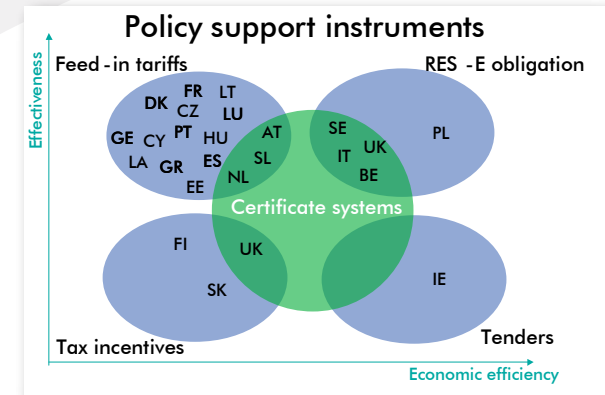 Policy support instruments
Effectiveness
Feed-in tariffs
RES -E obligation
FR LT
DK CZ LU
GE CY PT HU AT
LA GR ES SL
EE NL
SE UK PL
IT BE
Certificate systems
FI UK
SK
IE
Tax incentives
Tenders
Economic efficiency